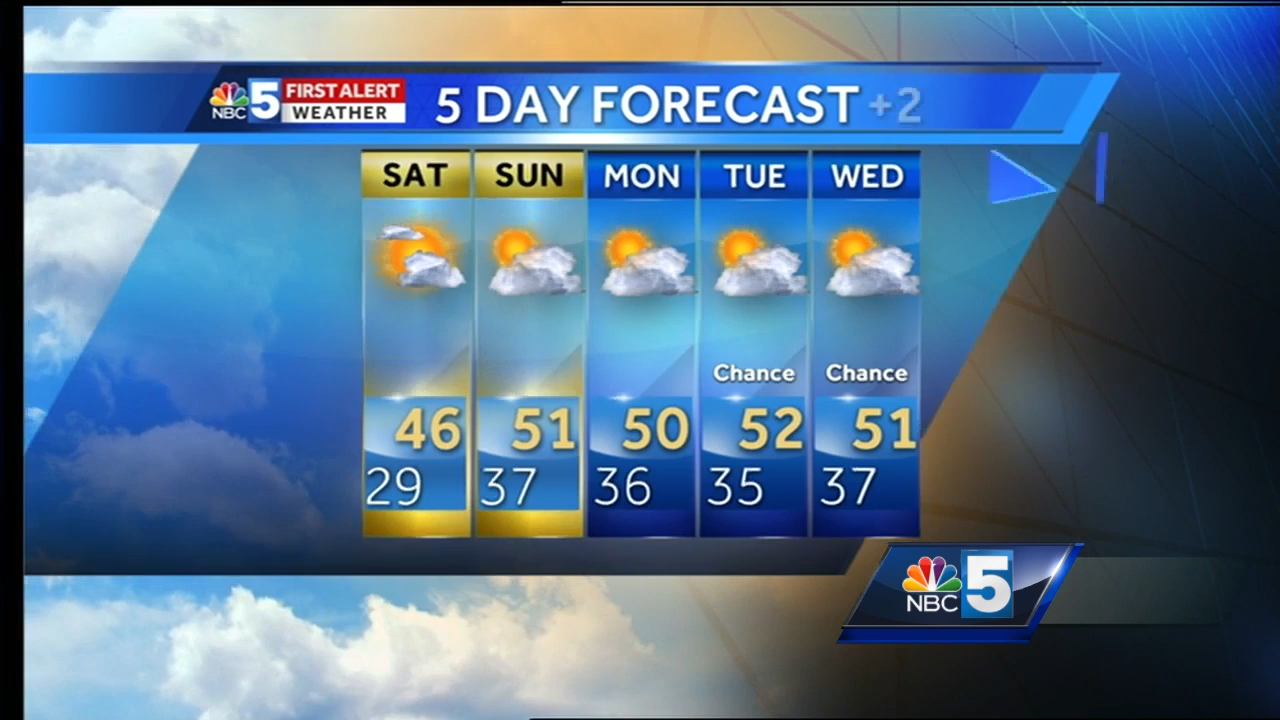 NBC 5 FIRST ALERT WEATHER
5 DAY FORECAST +2
SAT SUN MON TUE WED
Chance Chance
46 51 50 52 51
29 37 36 35 37
NBC 5